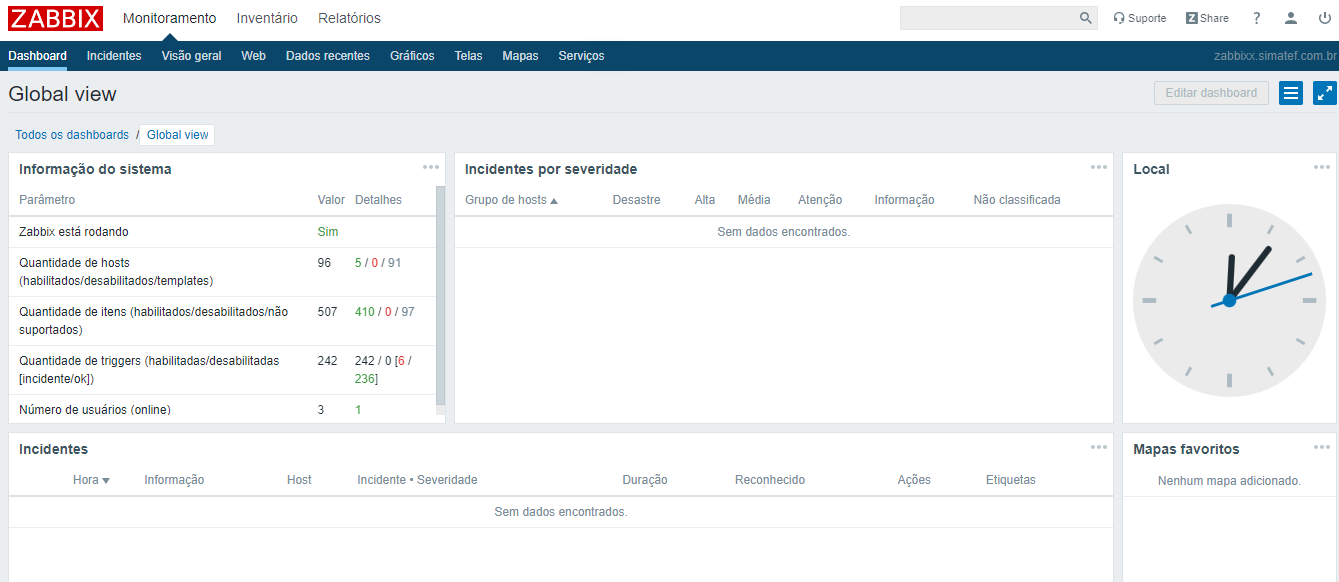 ZABBIX Monitoramento Inventário Relatórios Suporte Z Share ?
Dashboard Incidentes Visão geral Web Dados recentes Gráficos Telas Mapas Serviços zabbixx.simatef.com.br
Global view Editar dashboard
Todos os dashboards / Global view
Informação do sistema
Parâmetro Valor Detalhes
Zabbix está rodando Sim
Quantidade de hosts 96 5 / 0 / 91
(habilitados/desabilitados/templates)
Quantidade de itens (habilitados/desabilitados/não 507 410 / 0 / 97
suportados)
Quantidade de triggers (habilitadas/desabilitadas 242 242 / 0 [6 /
[incidente/ok]) 236]
Número de usuários (online) 3 1
Incidentes por severidade
Grupo de hosts ▲ Desastre Alta Média Atenção Informação Não classificada
Sem dados encontrados.
Local
Incidentes
Hora ▼ Informação Host Incidente • Severidade Duração Reconhecido Ações Etiquetas
Sem dados encontrados.
Mapas favoritos
Nenhum mapa adicionado.